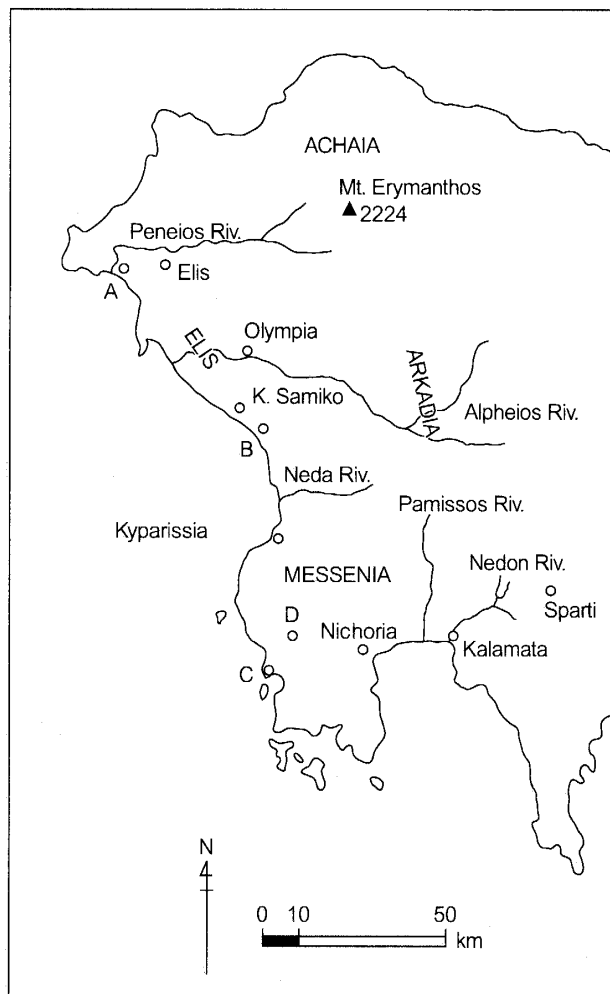 ACHAIA
Mt. Erymanthos
2224
Peneios Riv.
Elis
A
Olympia
ELIS
ARKADIA
K. Samiko
Alpheios Riv.
B
Neda Riv.
Pamissos Riv.
Kyparissia
Nedon Riv.
MESSENIA
Sparti
D
Nichoria
Kalamata
C
N
0 10 50
km